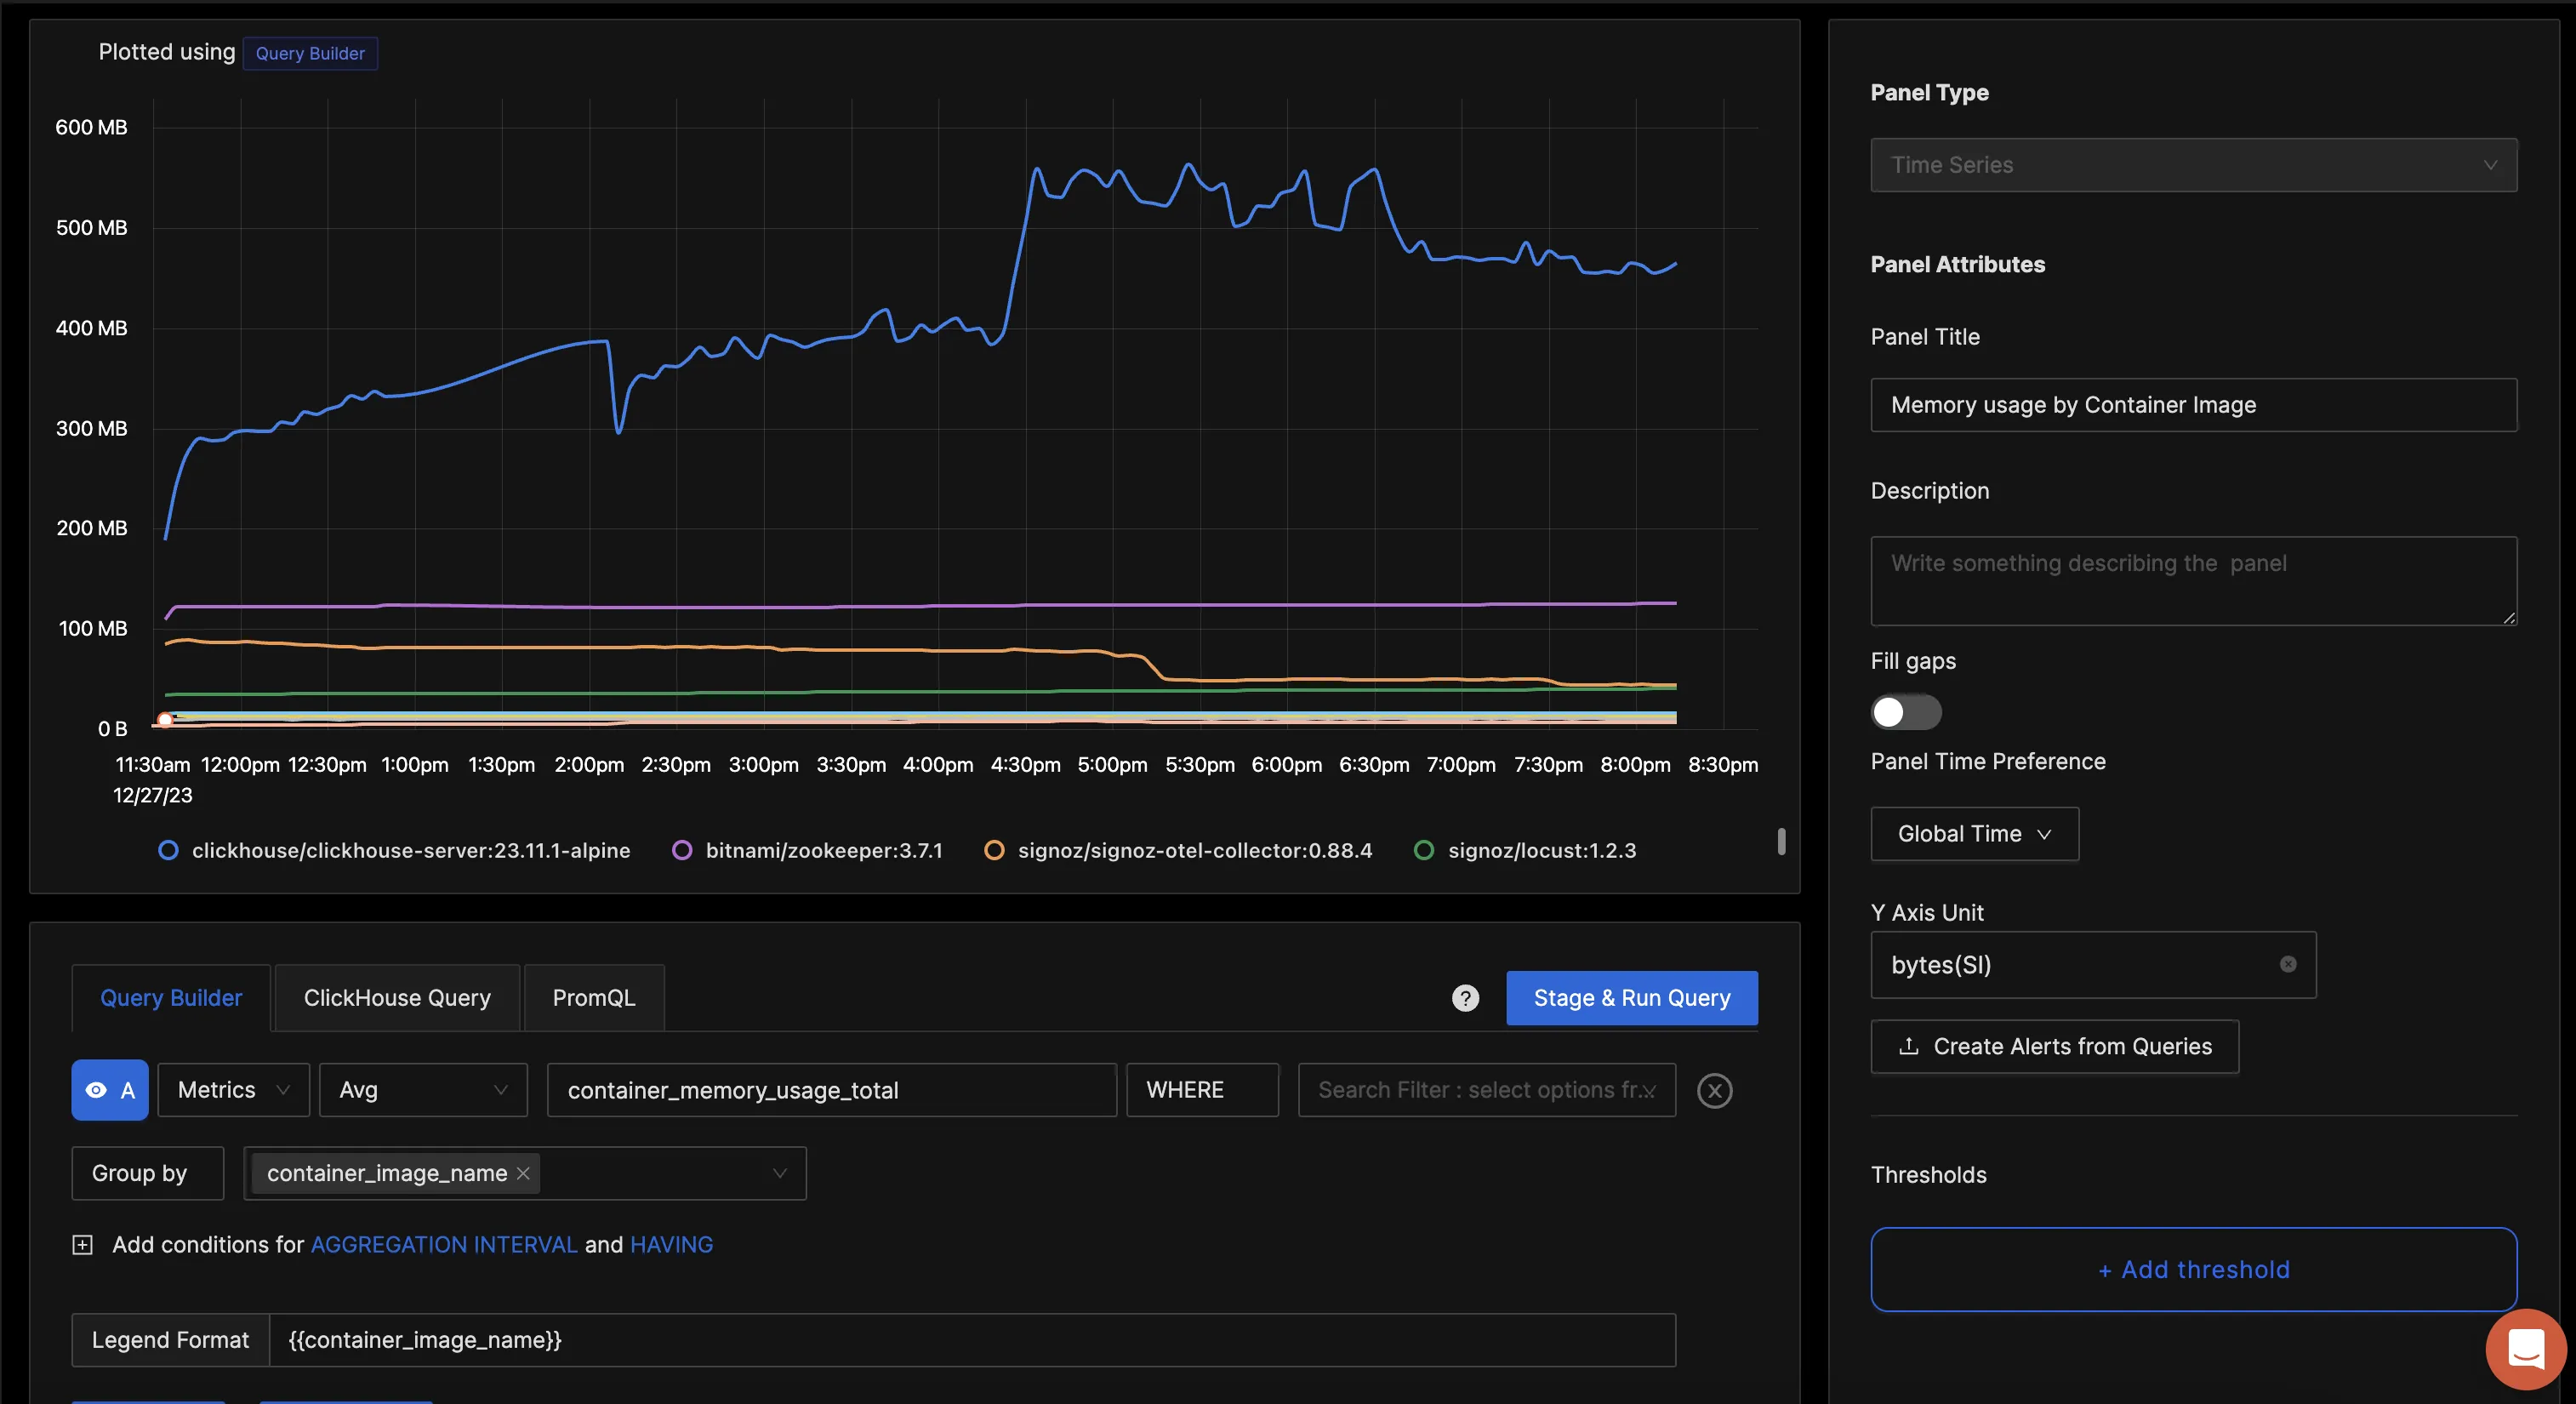 Plotted using Query Builder
600 MB
500 MB
400 MB
300 MB
200 MB
100 MB
0 B
11:30am 12:00pm 12:30pm 1:00pm 1:30pm 2:00pm 2:30pm 3:00pm 3:30pm 4:00pm 4:30pm 5:00pm 5:30pm 6:00pm 6:30pm 7:00pm 7:30pm 8:00pm 8:30pm
12/27/23
clickhouse/clickhouse-server:23.11.1-alpine bitnami/zookeeper:3.7.1 signoz/signoz-otel-collector:0.88.4 signoz/locust:1.2.3
Query Builder ClickHouse Query PromQL ? Stage & Run Query
A Metrics Avg container_memory_usage_total WHERE Search Filter : select options fr...
Group by container_image_name
Add conditions for AGGREGATION INTERVAL and HAVING
Legend Format {{container_image_name}}
Panel Type
Time Series
Panel Attributes
Panel Title
Memory usage by Container Image
Description
Write something describing the panel
Fill gaps
Panel Time Preference
Global Time
Y Axis Unit
bytes(SI)
Create Alerts from Queries
Thresholds
+ Add threshold